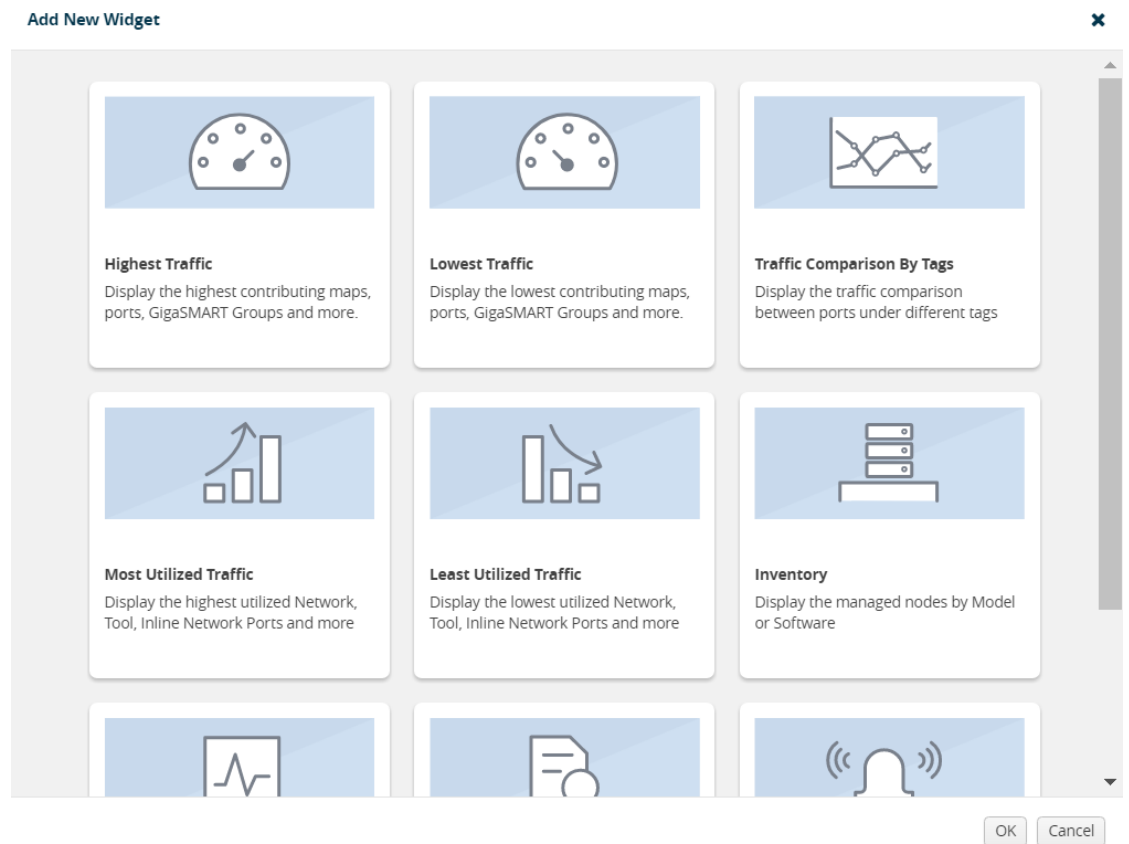 Add New Widget
Highest Traffic
Display the highest contributing maps,
ports, GigaSMART Groups and more.
Lowest Traffic
Display the lowest contributing maps,
ports, GigaSMART Groups and more.
Traffic Comparison By Tags
Display the traffic comparison
between ports under different tags
Most Utilized Traffic
Display the highest utilized Network,
Tool, Inline Network Ports and more
Least Utilized Traffic
Display the lowest utilized Network,
Tool, Inline Network Ports and more
Inventory
Display the managed nodes by Model
or Software
OK
Cancel